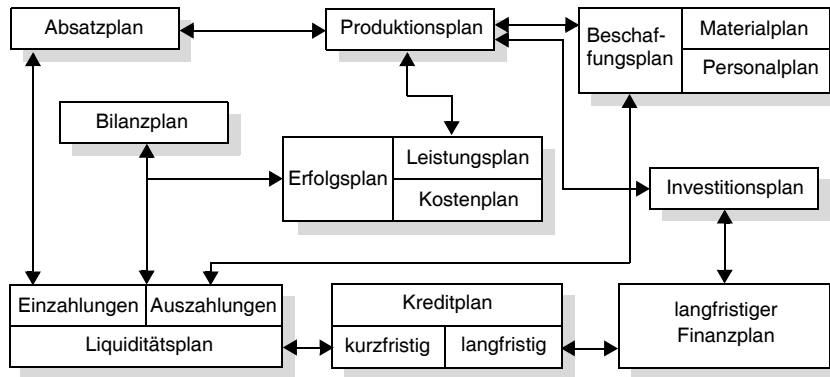 Absatzplan
Produktionsplan
Beschaf-
fungsplan
Materialplan
Personalplan
Bilanzplan
Erfolgsplan
Leistungsplan
Kostenplan
Investitionsplan
Einzahlungen
Auszahlungen
Liquiditätsplan
Kreditplan
kurzfristig
langfristig
langfristiger
Finanzplan